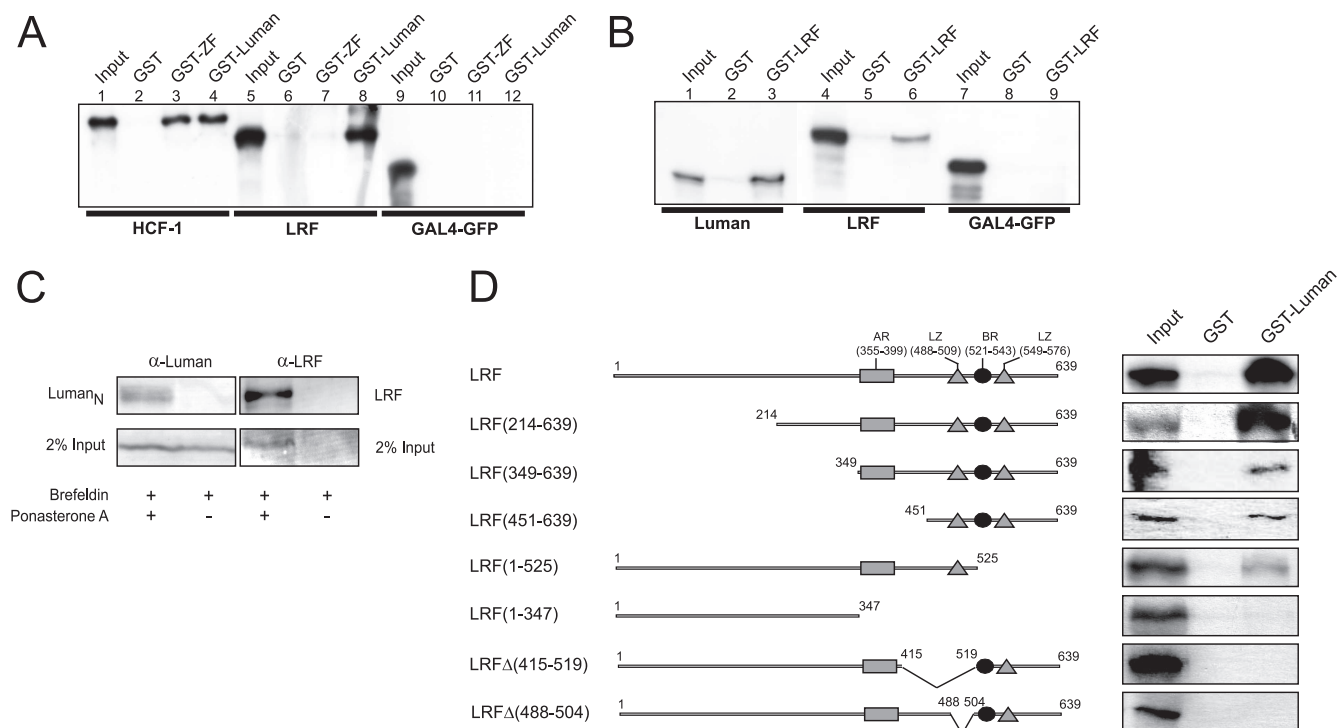 A
Input GST GST-ZF GST-Luman Input GST GST-ZF GST-Luman Input GST GST-ZF GST-Luman
1 2 3 4 5 6 7 8 9 10 11 12
HCF-1 LRF GAL4-GFP
B
Input GST GST-LRF Input GST GST-LRF Input GST GST-LRF
1 2 3 4 5 6 7 8 9
Luman LRF GAL4-GFP
C
α-Luman α-LRF
LumanN LRF
2% Input 2% Input
Brefeldin + + + +
Ponasterone A + - + -
D
Input GST GST-Luman
AR LZ BR LZ
(355-399) (488-509) (521-543) (549-576)
LRF 1 639
LRF(214-639) 214 639
LRF(349-639) 349 639
LRF(451-639) 451 639
LRF(1-525) 1 525
LRF(1-347) 1 347
LRFΔ(415-519) 1 415 519 639
LRFΔ(488-504) 1 488 504 639